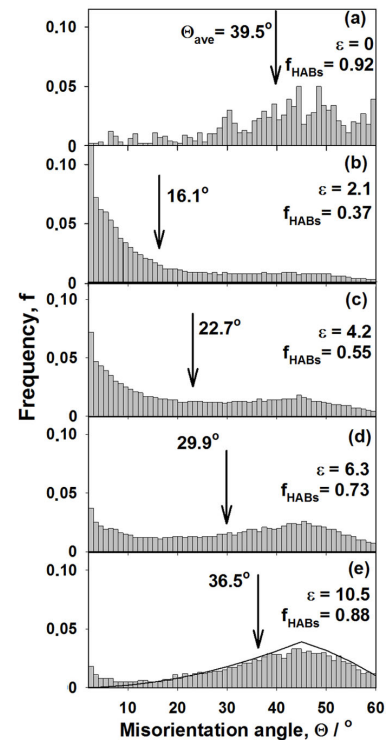 0.10
(a)
Θave= 39.5°
ε = 0
fHABs = 0.92
0.05
0
0.10
(b)
16.1°
ε = 2.1
fHABs = 0.37
0.05
0
0.10
(c)
22.7°
ε = 4.2
fHABs = 0.55
0.05
0
0.10
(d)
29.9°
ε = 6.3
fHABs = 0.73
0.05
0
0.10
(e)
36.5°
ε = 10.5
fHABs = 0.88
0.05
0
Frequency, f
10 20 30 40 50 60
Misorientation angle, Θ / °